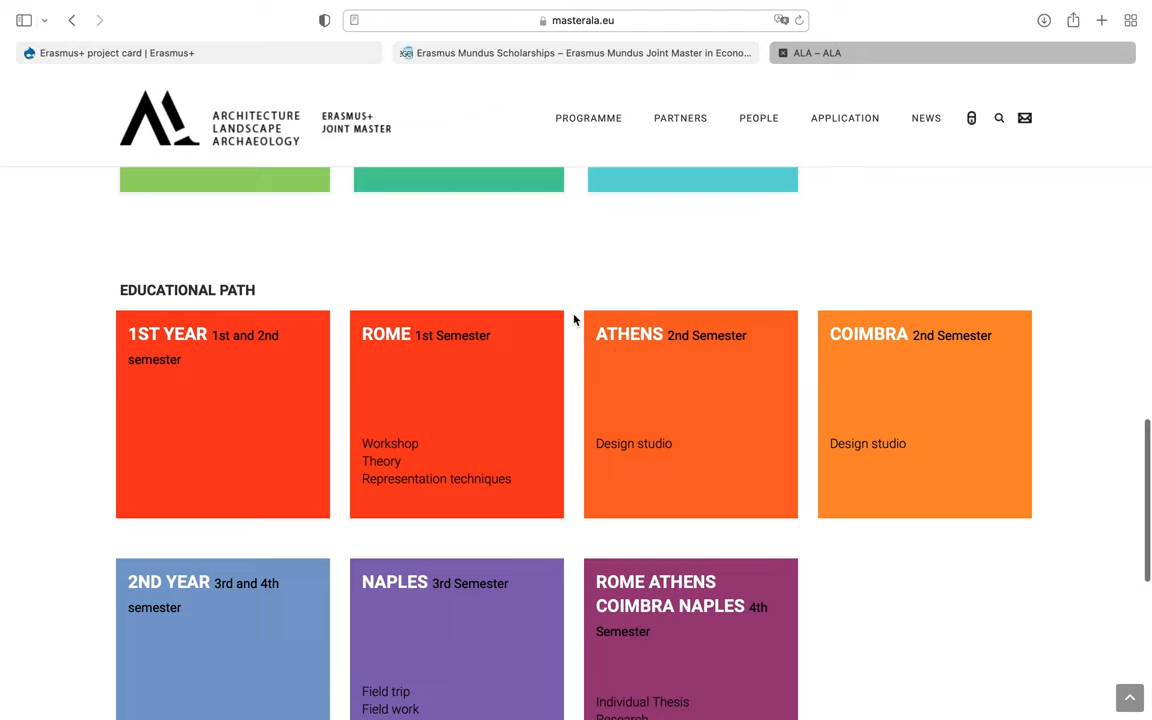 masterala.eu
Erasmus+ project card | Erasmus+
Erasmus Mundus Scholarships – Erasmus Mundus Joint Master in Econo...
ALA – ALA
ARCHITECTURE
LANDSCAPE
ARCHAEOLOGY
ERASMUS+
JOINT MASTER
PROGRAMME
PARTNERS
PEOPLE
APPLICATION
NEWS
EDUCATIONAL PATH
1ST YEAR 1st and 2nd
semester
ROME 1st Semester
Workshop
Theory
Representation techniques
ATHENS 2nd Semester
Design studio
COIMBRA 2nd Semester
Design studio
2ND YEAR 3rd and 4th
semester
NAPLES 3rd Semester
Field trip
Field work
ROME ATHENS
COIMBRA NAPLES 4th
Semester
Individual Thesis
Research